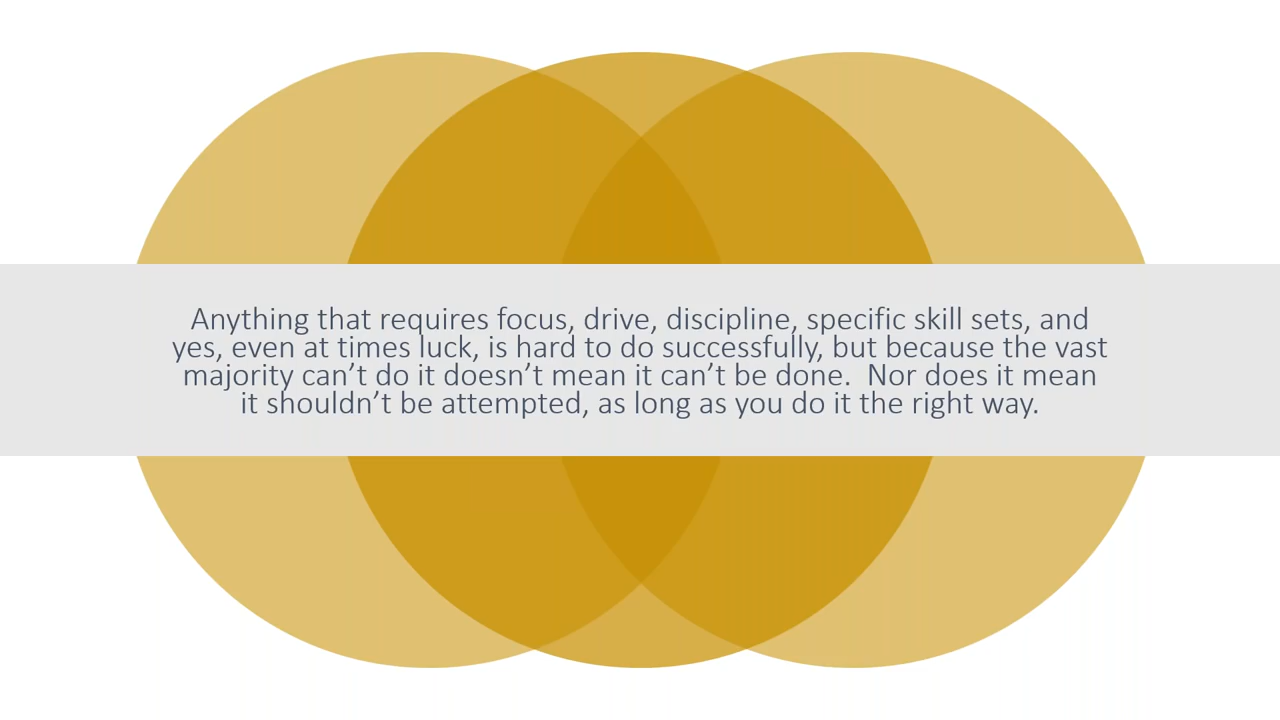 Anything that requires focus, drive, discipline, specific skill sets, and
yes, even at times luck, is hard to do successfully, but because the vast
majority can’t do it doesn’t mean it can’t be done.  Nor does it mean
it shouldn’t be attempted, as long as you do it the right way.